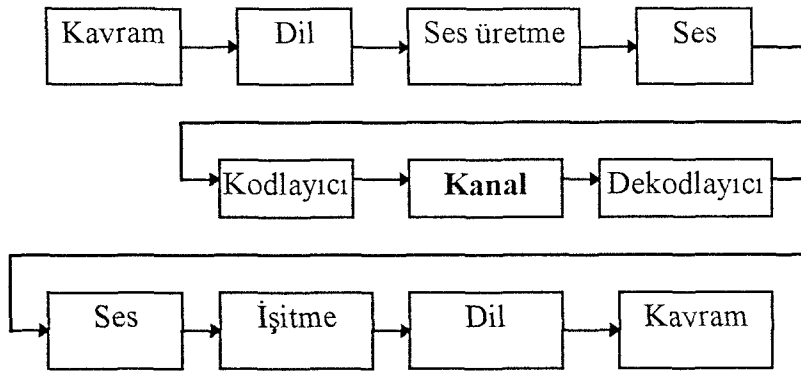 Kavram Dil Ses üretme Ses
Kodlayıcı Kanal Dekodlayıcı
Ses İşitme Dil Kavram